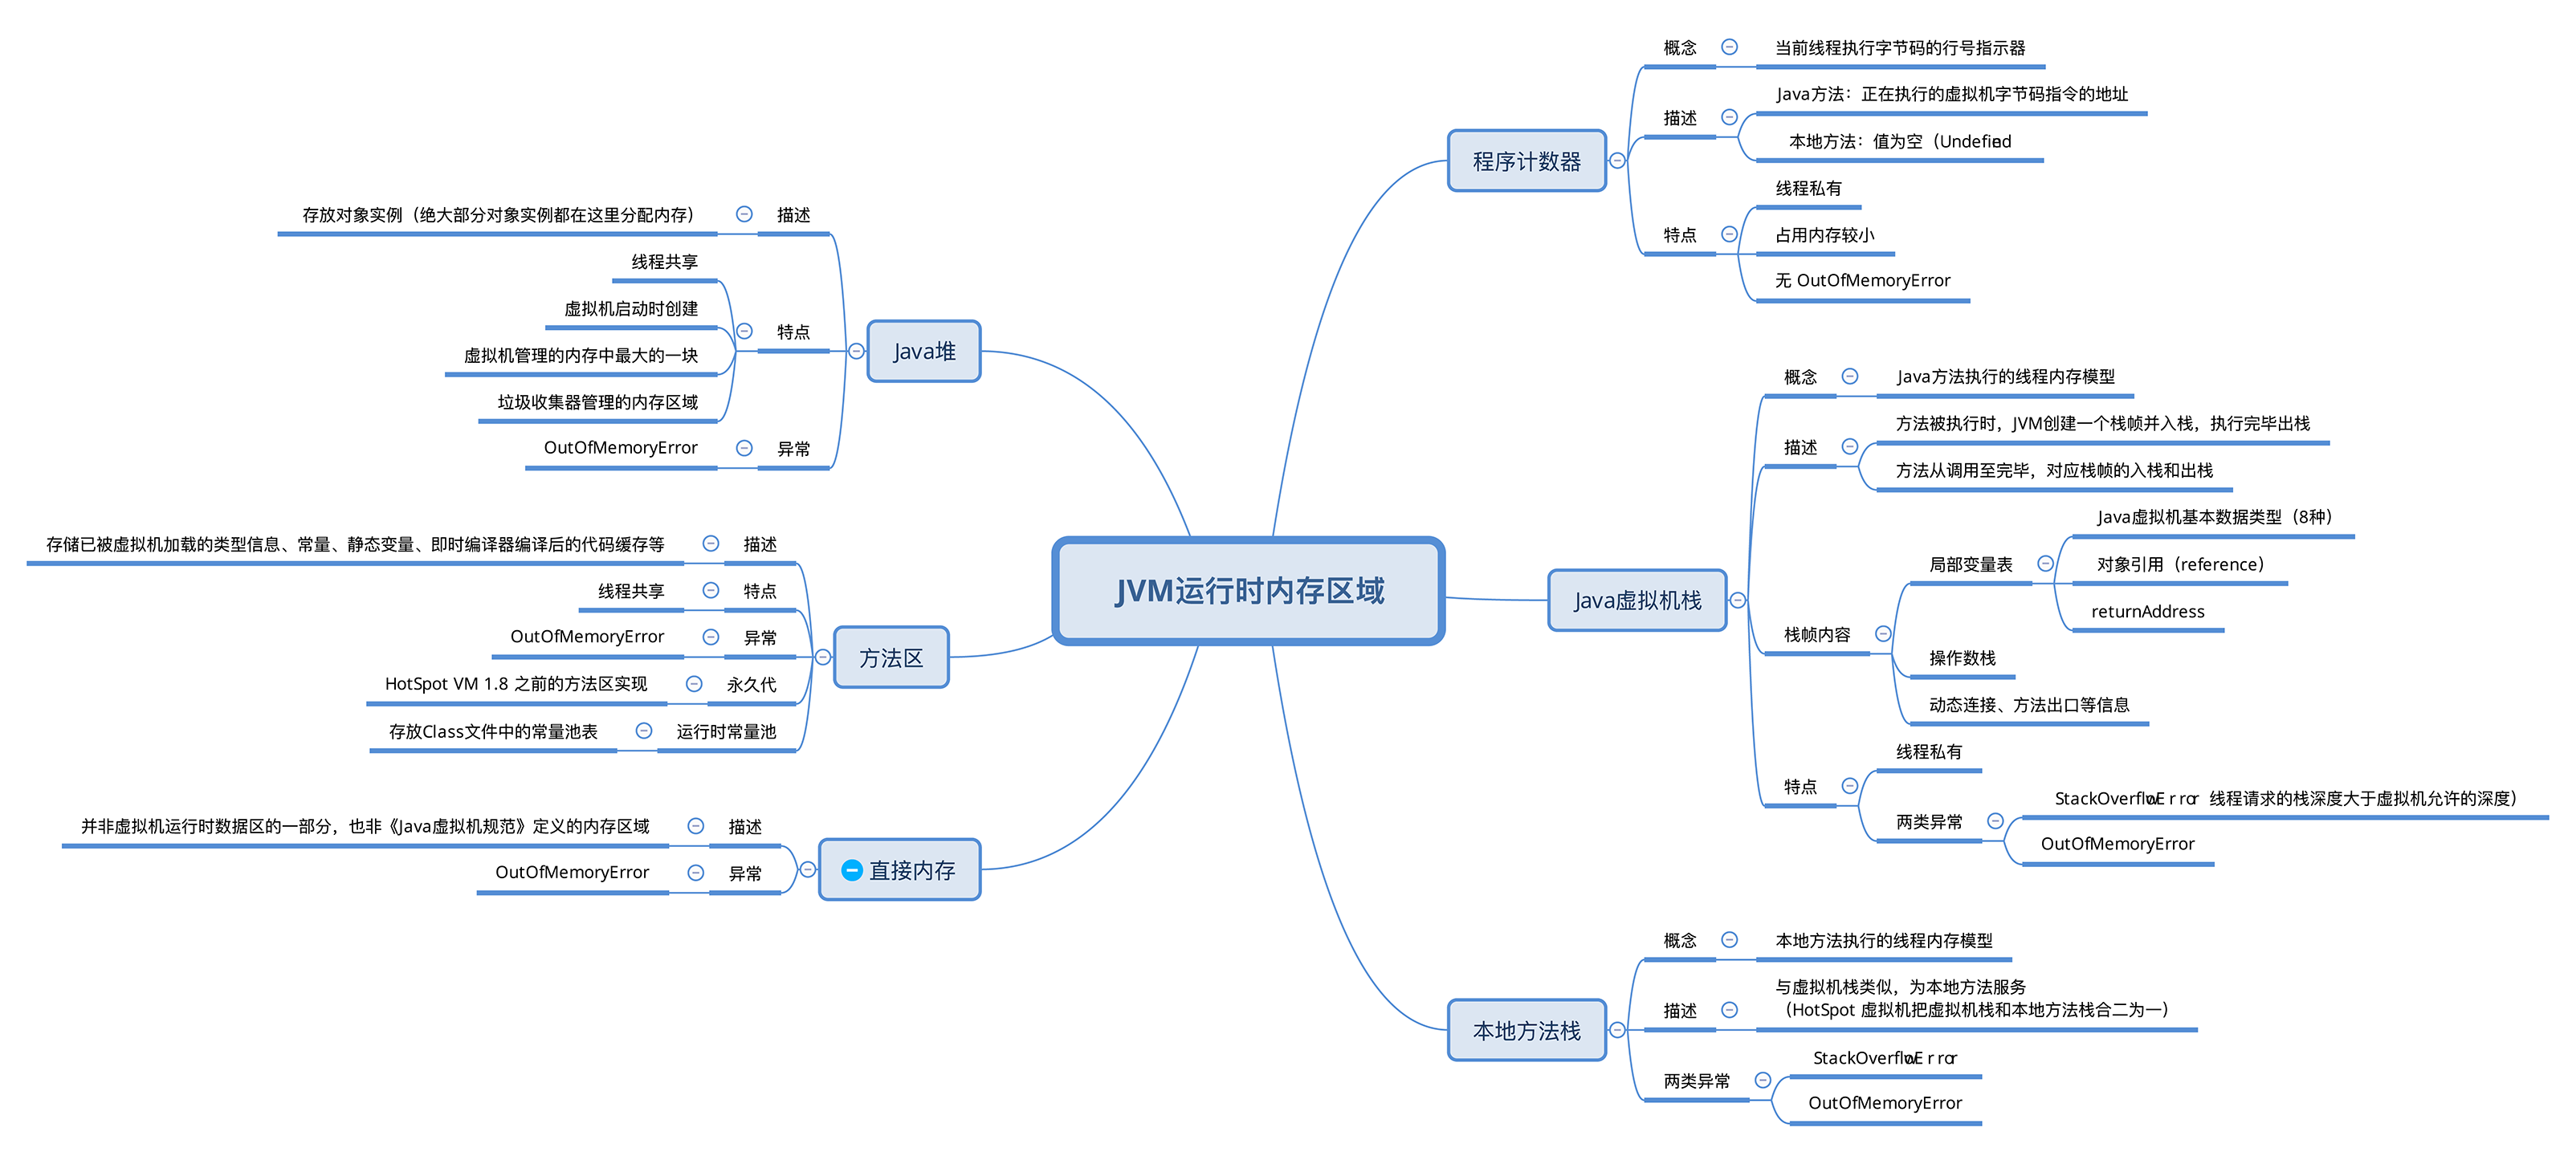 JVM运行时内存区域
程序计数器
概念
当前线程执行字节码的行号指示器
描述
Java方法：正在执行的虚拟机字节码指令的地址
本地方法：值为空（Undefined
特点
线程私有
占用内存较小
无 OutOfMemoryError
Java虚拟机栈
概念
Java方法执行的线程内存模型
描述
方法被执行时，JVM创建一个栈帧并入栈，执行完毕出栈
方法从调用至完毕，对应栈帧的入栈和出栈
栈帧内容
局部变量表
Java虚拟机基本数据类型（8种）
对象引用（reference）
returnAddress
操作数栈
动态连接、方法出口等信息
特点
线程私有
两类异常
StackOverflowError 线程请求的栈深度大于虚拟机允许的深度）
OutOfMemoryError
本地方法栈
概念
本地方法执行的线程内存模型
描述
与虚拟机栈类似，为本地方法服务
（HotSpot 虚拟机把虚拟机栈和本地方法栈合二为一）
两类异常
StackOverflowError
OutOfMemoryError
Java堆
描述
存放对象实例（绝大部分对象实例都在这里分配内存）
特点
线程共享
虚拟机启动时创建
虚拟机管理的内存中最大的一块
垃圾收集器管理的内存区域
异常
OutOfMemoryError
方法区
描述
存储已被虚拟机加载的类型信息、常量、静态变量、即时编译器编译后的代码缓存等
特点
线程共享
异常
OutOfMemoryError
永久代
HotSpot VM 1.8 之前的方法区实现
运行时常量池
存放Class文件中的常量池表
直接内存
描述
并非虚拟机运行时数据区的一部分，也非《Java虚拟机规范》定义的内存区域
异常
OutOfMemoryError